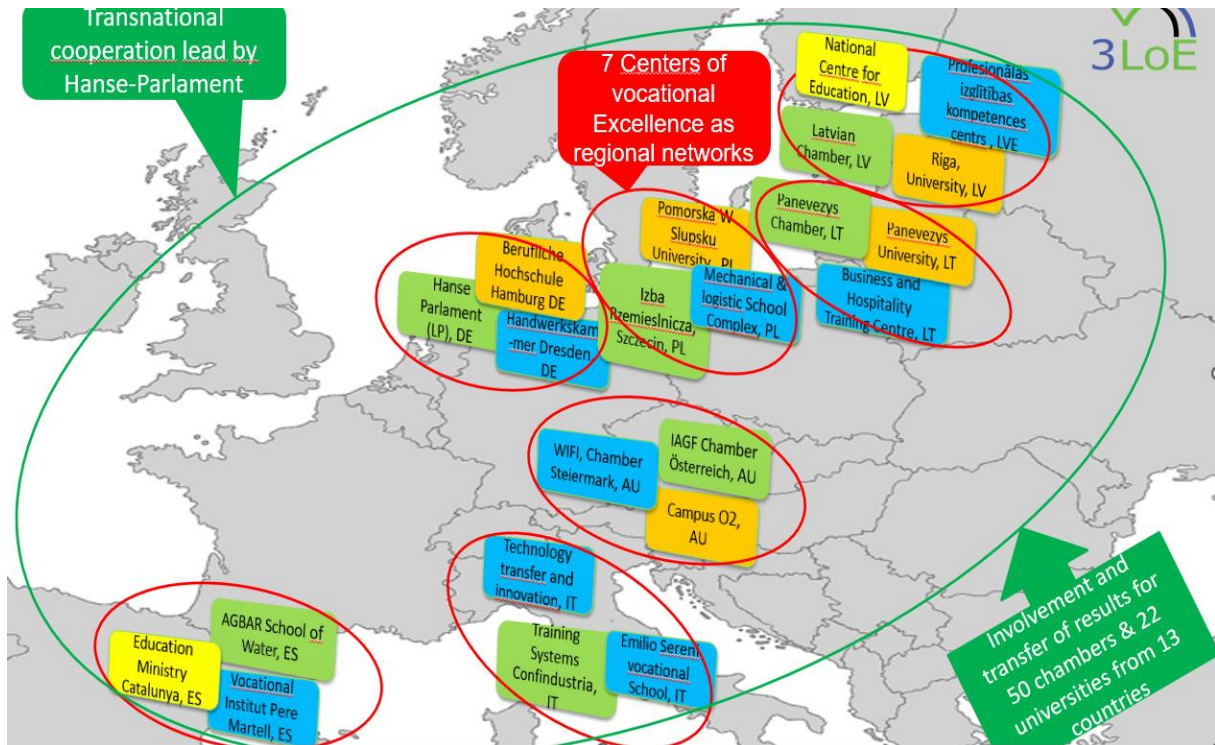 Transnational
cooperation lead by
Hanse-Parlament
7 Centers of
vocational
Excellence as
regional networks
3LoE
National
Centre for
Education, LV
Profesionālas
izglītības
kompetences
centrs , LVE
Latvian
Chamber, LV
Riga,
University, LV
Panevezys
Chamber, LT
Panevezys
University, LT
Business and
Hospitality
Training Centre, LT
Pomorska W
Slupsku
University, PL
Mechanical &
logistic School
Complex, PL
Izba
Rzemieslnicza,
Szczecin, PL
Berufliche
Hochschule
Hamburg DE
Hanse
Parlament
(LP), DE
Handwerkskam
-mer Dresden
DE
WIFI, Chamber
Steiermark, AU
IAGF Chamber
Österreich, AU
Campus O2,
AU
Technology
transfer and
innovation, IT
Training
Systems
Confindustria,
IT
Emilio Sereni
vocational
School, IT
AGBAR School of
Water, ES
Education
Ministry
Catalunya, ES
Vocational
Institut Pere
Martell, ES
Involvement and
transfer of results for
50 chambers & 22
universities from 13
countries